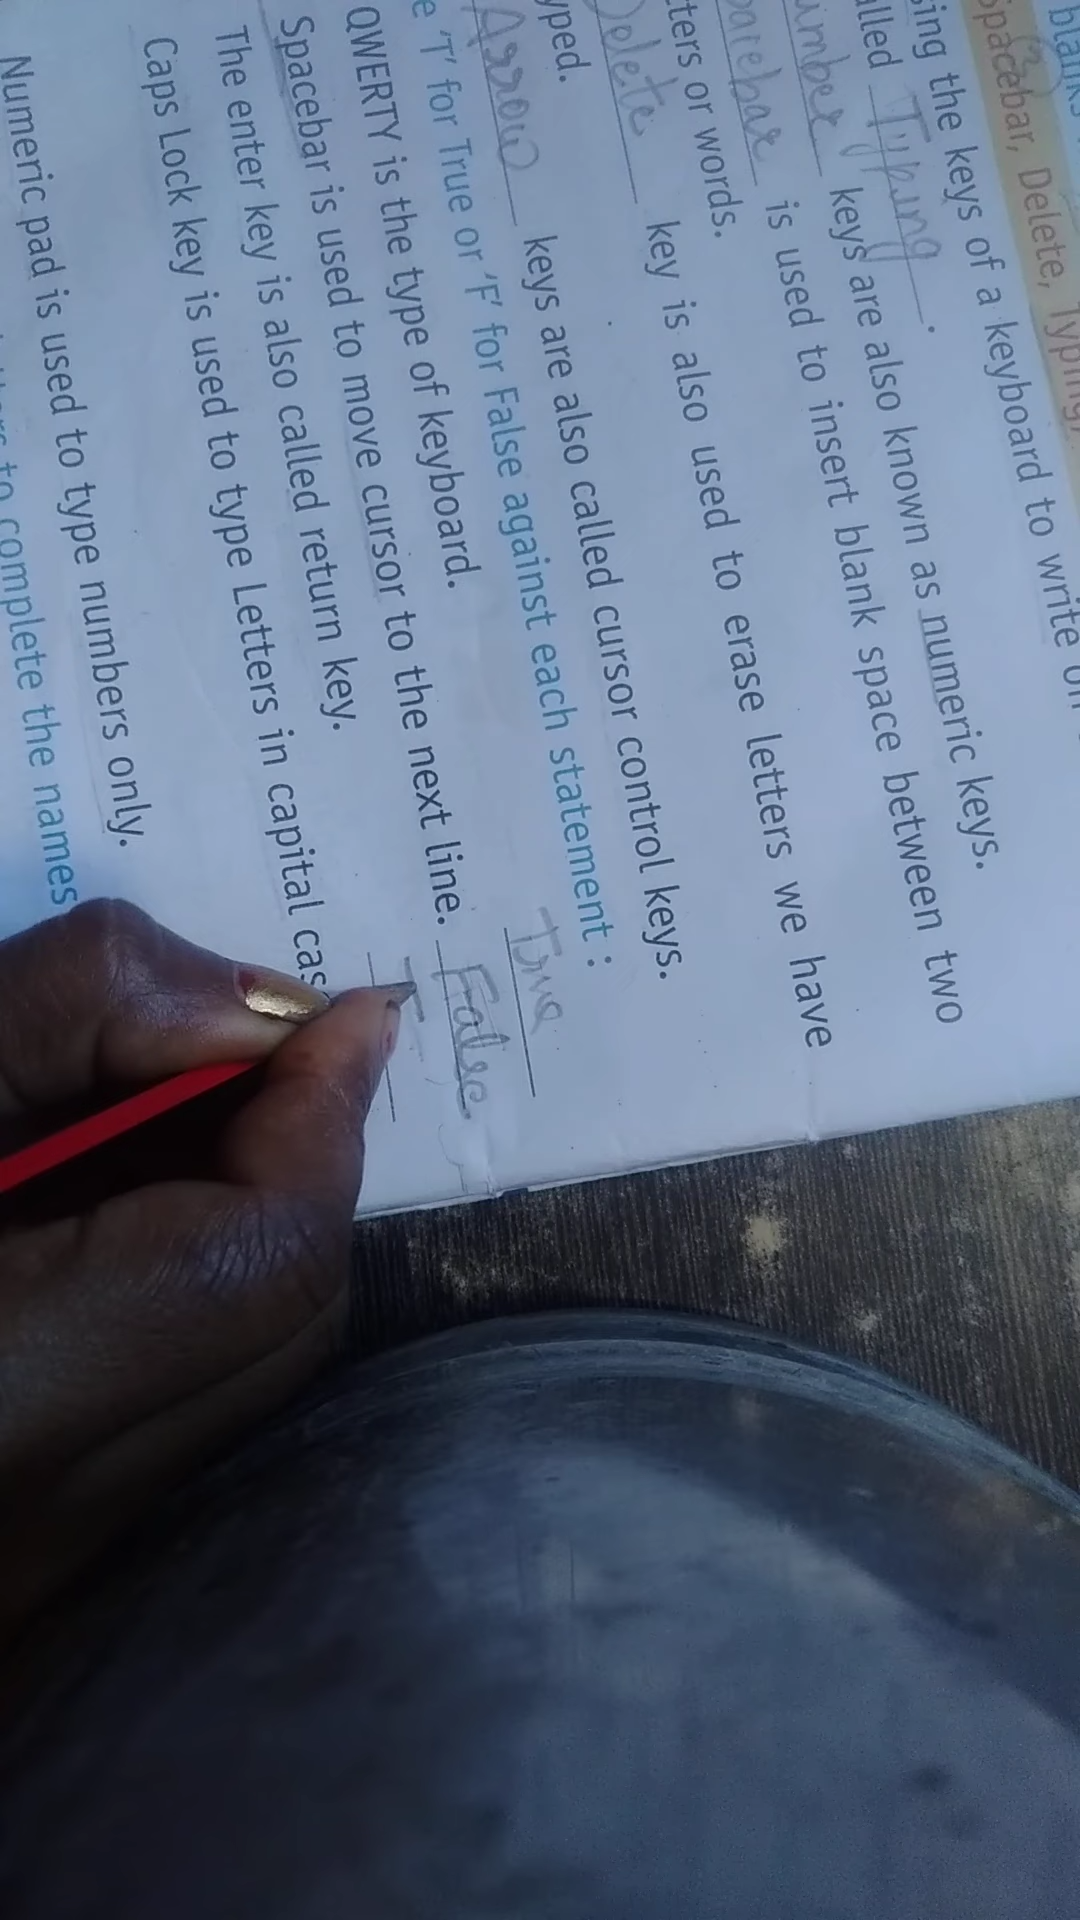 blanks
Spacebar, Delete, Typing,
sing the keys of a keyboard to write
alled Typing.
umber keys are also known as numeric keys.
pacebar is used to insert blank space between two
tters or words.
Delete key is also used to erase letters we have
yped.
Arrow keys are also called cursor control keys.
e 'T' for True or 'F' for False against each statement :
QWERTY is the type of keyboard. True
Spacebar is used to move cursor to the next line. False
The enter key is also called return key. T
Caps Lock key is used to type Letters in capital cas
Numeric pad is used to type numbers only.
to complete the names